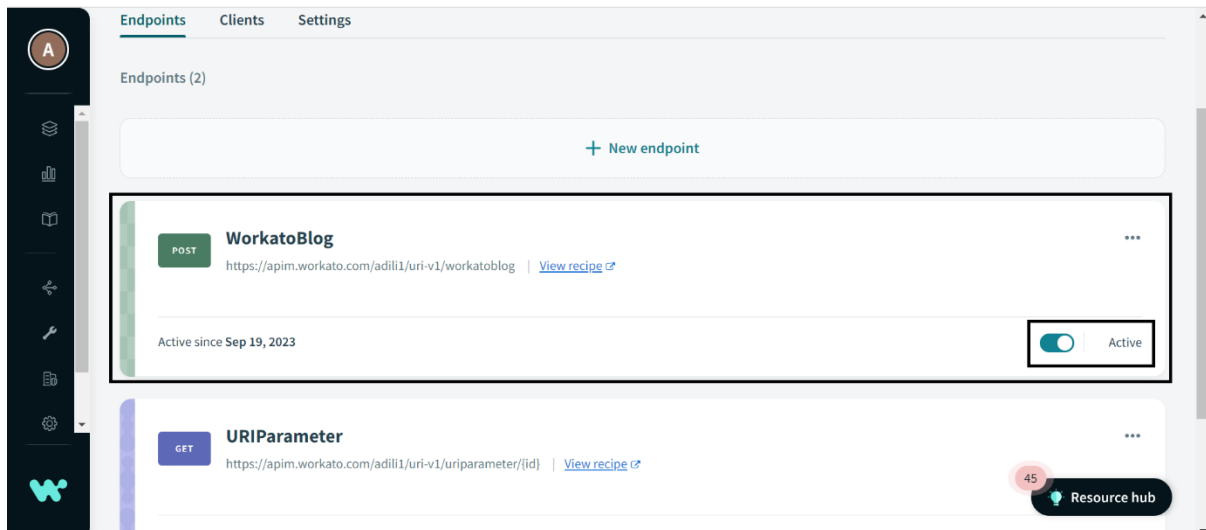 Endpoints Clients Settings
A
Endpoints (2)
+ New endpoint
POST
WorkatoBlog
https://apim.workato.com/adili1/uri-v1/workatoblog | View recipe
Active since Sep 19, 2023
Active
GET
URIParameter
https://apim.workato.com/adili1/uri-v1/uriparameter/{id} | View recipe
45
Resource hub